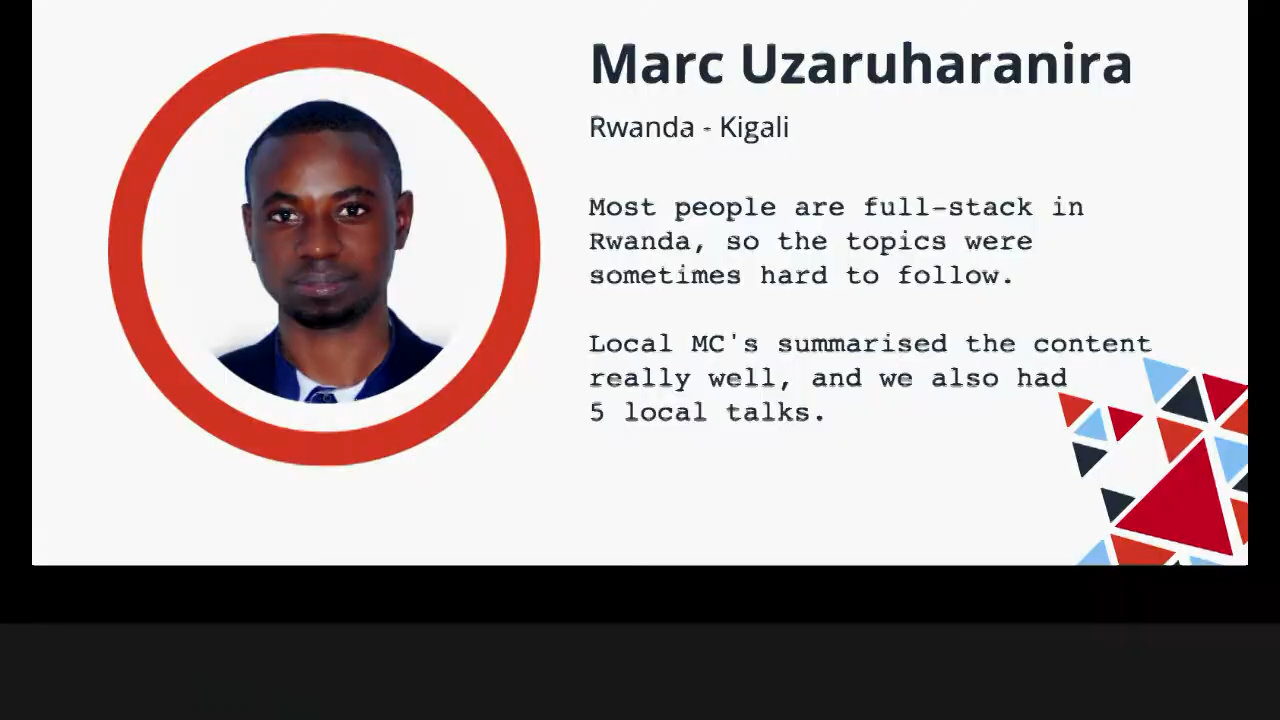 Marc Uzaruharanira
Rwanda - Kigali
Most people are full-stack in
Rwanda, so the topics were
sometimes hard to follow.
Local MC's summarised the content
really well, and we also had
5 local talks.